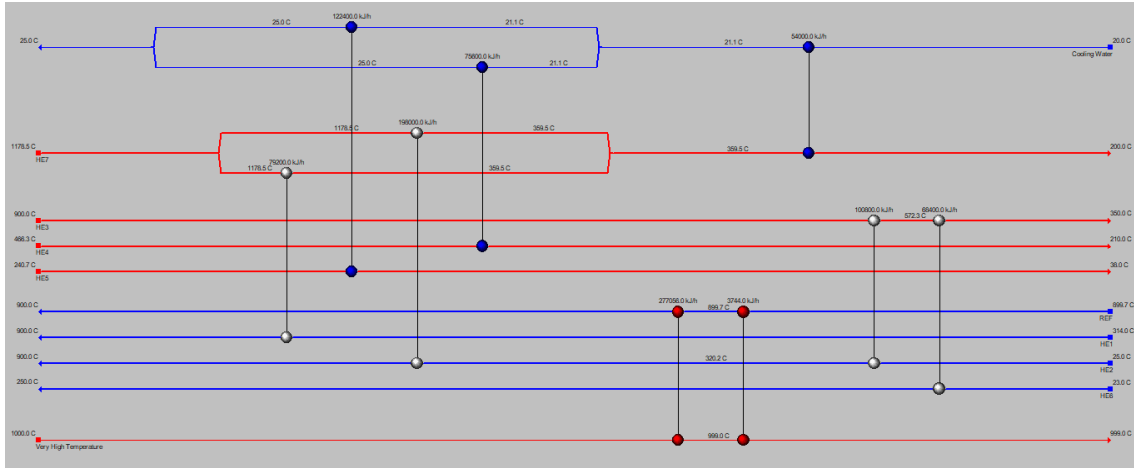 122400.0 kJ/h
25.0 C
21.1 C
25.0 C
21.1 C
54000.0 kJ/h
20.0 C
Cooling Water
75600.0 kJ/h
25.0 C
21.1 C
198000.0 kJ/h
1178.5 C
359.5 C
1178.5 C
HE7
359.5 C
200.0 C
79200.0 kJ/h
1178.5 C
359.5 C
900.0 C
HE3
100800.0 kJ/h
68400.0 kJ/h
572.3 C
350.0 C
466.3 C
HE4
210.0 C
240.7 C
HE5
38.0 C
277056.0 kJ/h
3744.0 kJ/h
900.0 C
899.7 C
899.7 C
REF
900.0 C
314.0 C
HE1
900.0 C
320.2 C
25.0 C
HE2
250.0 C
23.0 C
HE6
1000.0 C
Very High Temperature
999.0 C
999.0 C